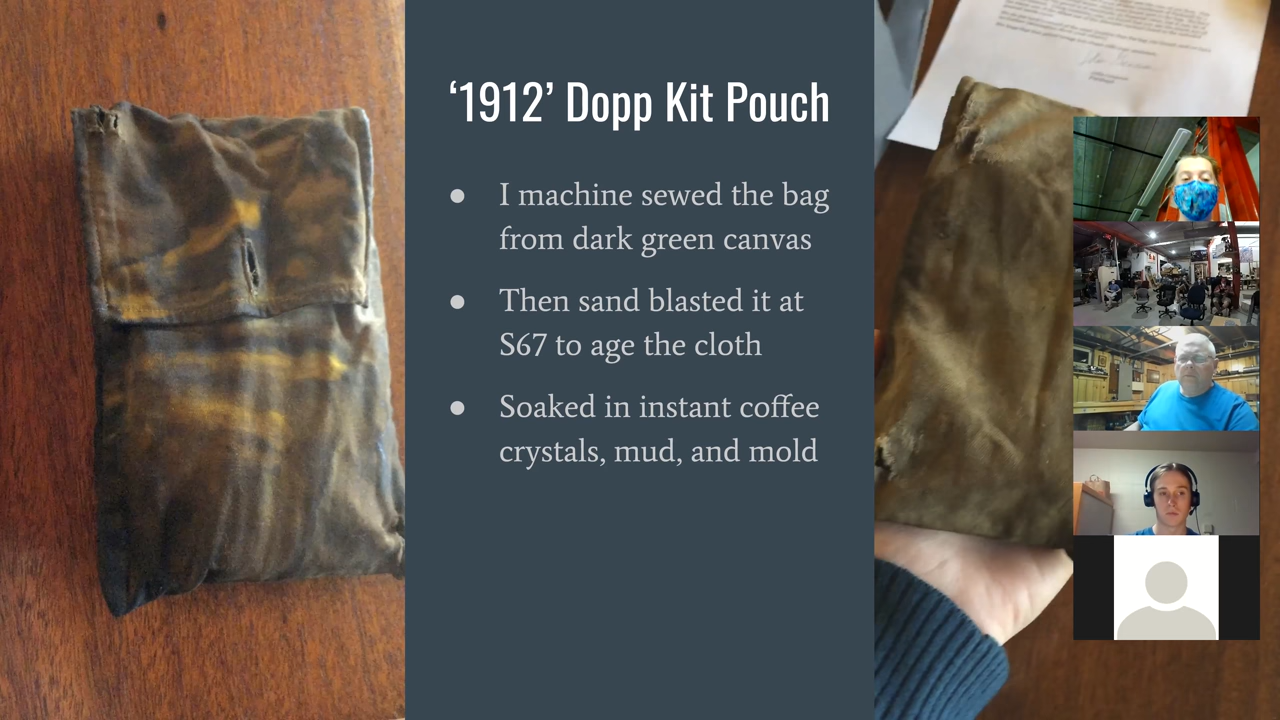 ‘1912’ Dopp Kit Pouch
● I machine sewed the bag
from dark green canvas
● Then sand blasted it at
S67 to age the cloth
● Soaked in instant coffee
crystals, mud, and mold